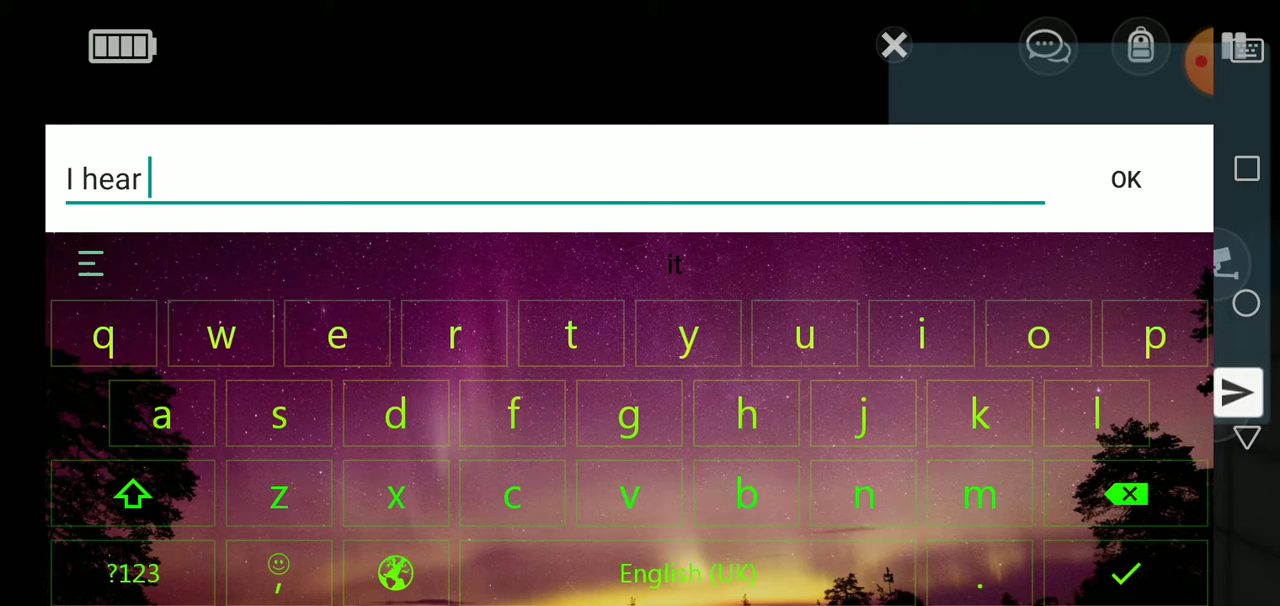 I hear
OK
it
q w e r t y u i o p
a s d f g h j k l
z x c v b n m
?123 , English (UK) .